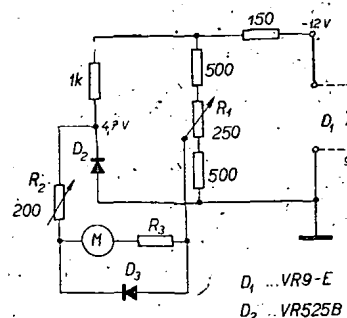 150
-12V
500
1k
R₁
D₁
250
4,7V
D₂
R₂
500
200
M
R₃
D₃
D₁ ...VR9-E
D₂ ...VR525B